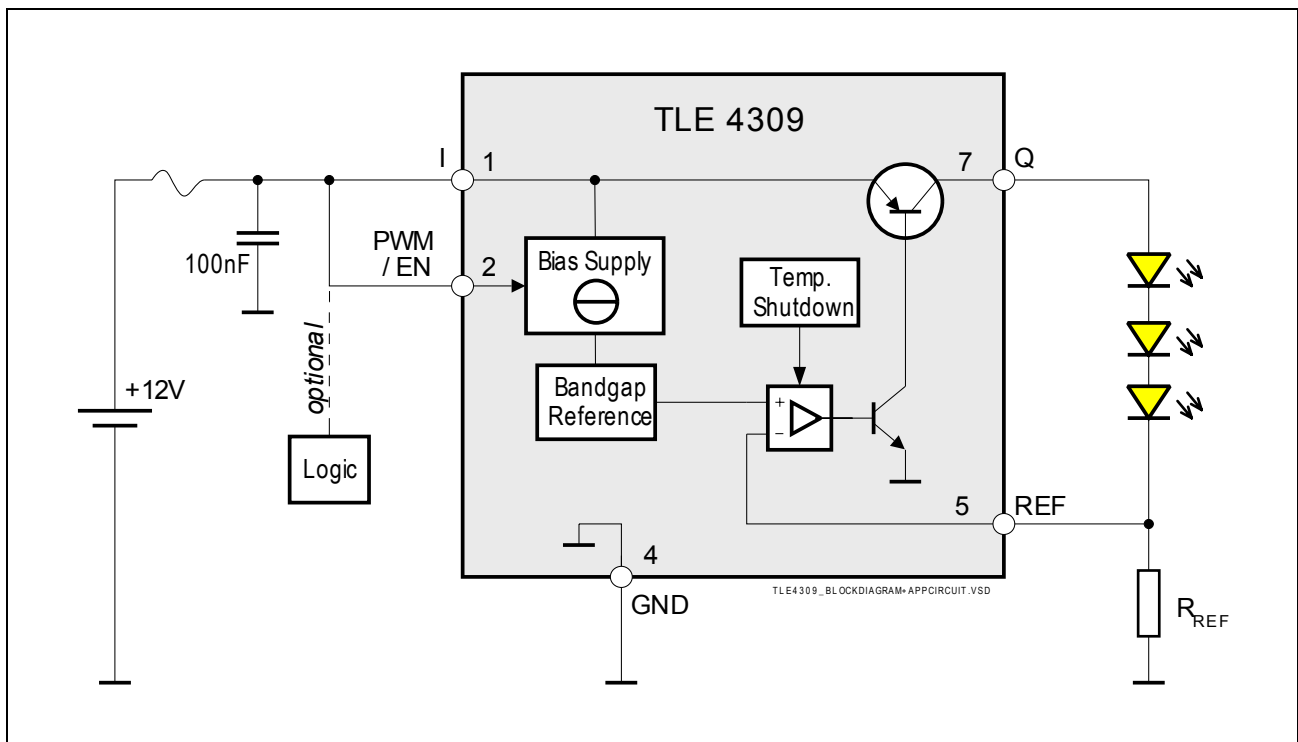 TLE 4309
I
1
7
Q
PWM
/ EN
2
Bias Supply
Temp.
Shutdown
100nF
optional
+12V
Bandgap
Reference
+
−
Logic
5
REF
4
GND
TLE4309_BLOCKDIAGRAM+APPCIRCUIT.VSD
RREF